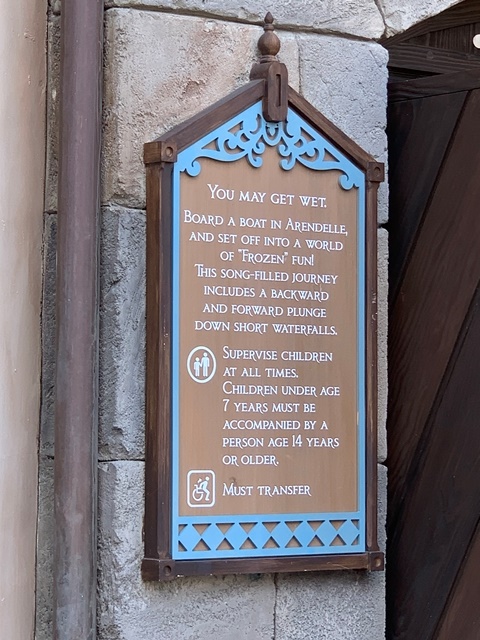 You may get wet.
Board a boat in Arendelle,
and set off into a world
of "Frozen" fun!
This song-filled journey
includes a backward
and forward plunge
down short waterfalls.
Supervise children
at all times.
Children under age
7 years must be
accompanied by a
person age 14 years
or older.
Must transfer